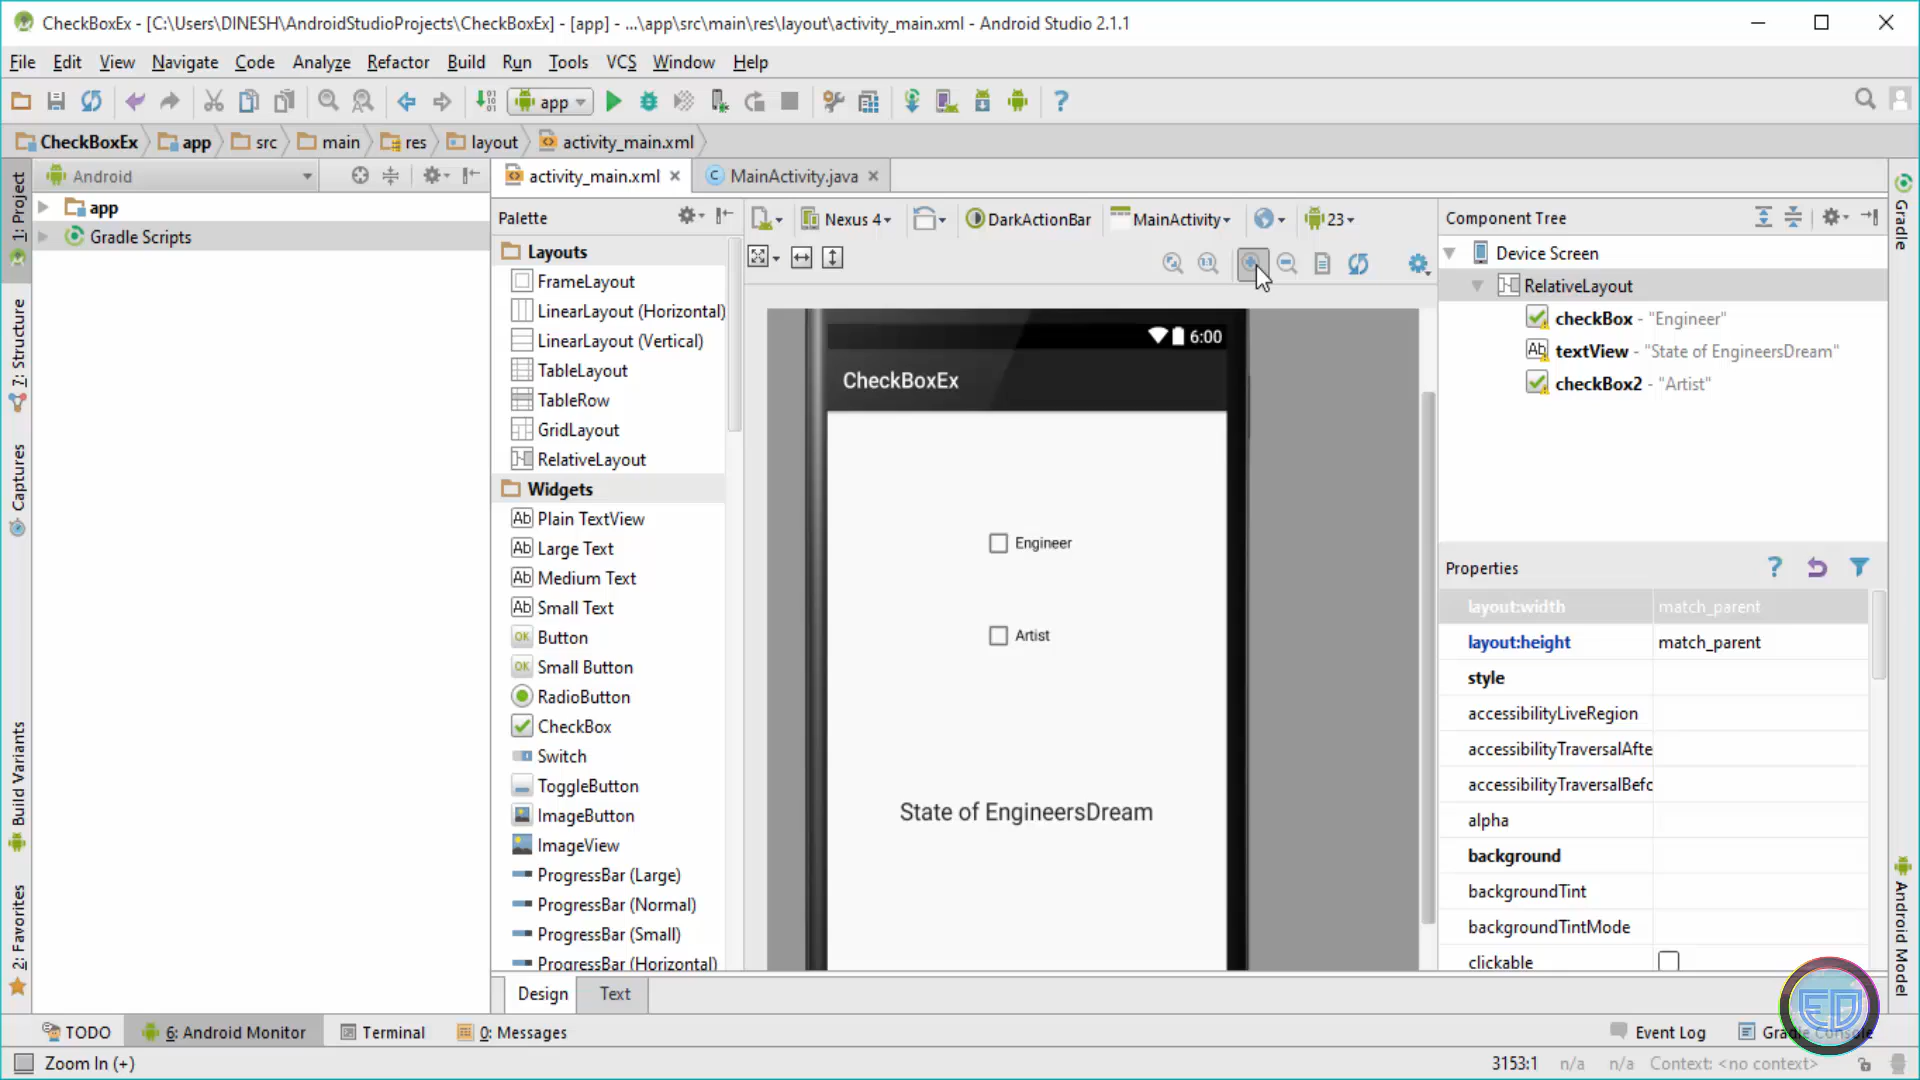 CheckBoxEx - [C:\Users\DINESH\AndroidStudioProjects\CheckBoxEx] - [app] - ...\app\src\main\res\layout\activity_main.xml - Android Studio 2.1.1
File Edit View Navigate Code Analyze Refactor Build Run Tools VCS Window Help
app
CheckBoxEx app src main res layout activity_main.xml
Android
app
Gradle Scripts
1: Project
7: Structure
Captures
Build Variants
2: Favorites
activity_main.xml
MainActivity.java
Palette
Layouts
FrameLayout
LinearLayout (Horizontal)
LinearLayout (Vertical)
TableLayout
TableRow
GridLayout
RelativeLayout
Widgets
Plain TextView
Large Text
Medium Text
Small Text
Button
Small Button
RadioButton
CheckBox
Switch
ToggleButton
ImageButton
ImageView
ProgressBar (Large)
ProgressBar (Normal)
ProgressBar (Small)
ProgressBar (Horizontal)
Nexus 4 DarkActionBar MainActivity 23
6:00
CheckBoxEx
Engineer
Artist
State of EngineersDream
Design Text
Component Tree
Device Screen
RelativeLayout
checkBox - "Engineer"
textView - "State of EngineersDream"
checkBox2 - "Artist"
Properties
layout:width match_parent
layout:height match_parent
style
accessibilityLiveRegion
accessibilityTraversalAfte
accessibilityTraversalBefo
alpha
background
backgroundTint
backgroundTintMode
clickable
Gradle
Android Model
ED
TODO 6: Android Monitor Terminal 0: Messages Event Log Gradle Console
Zoom In (+) 3153:1 n/a n/a Context: <no context>